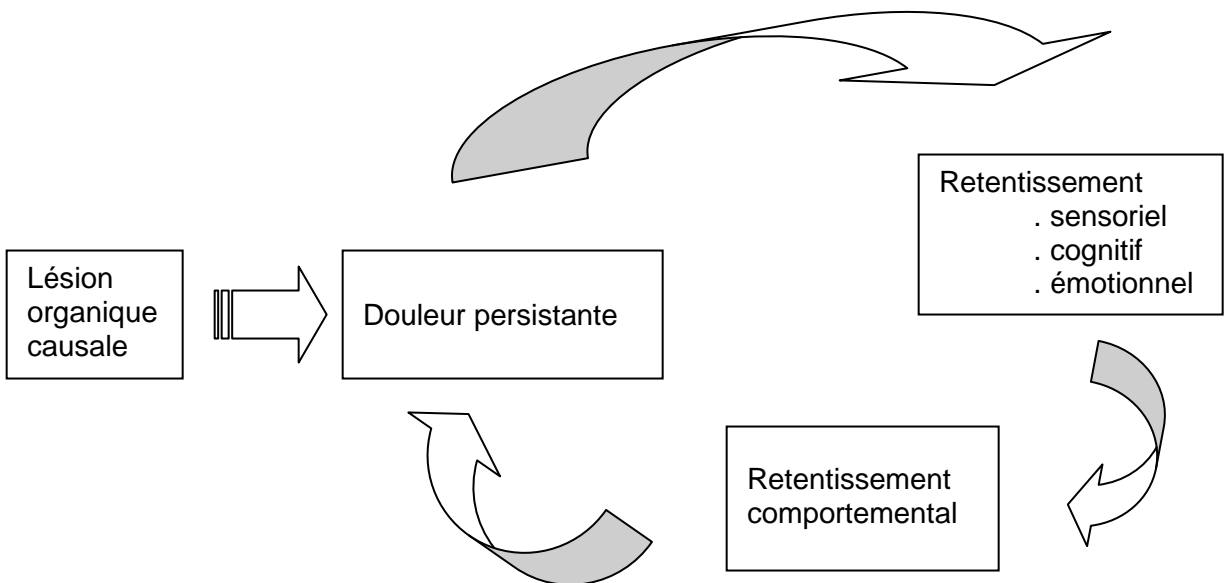 Lésion
organique
causale
Douleur persistante
Retentissement
. sensoriel
. cognitif
. émotionnel
Retentissement
comportemental